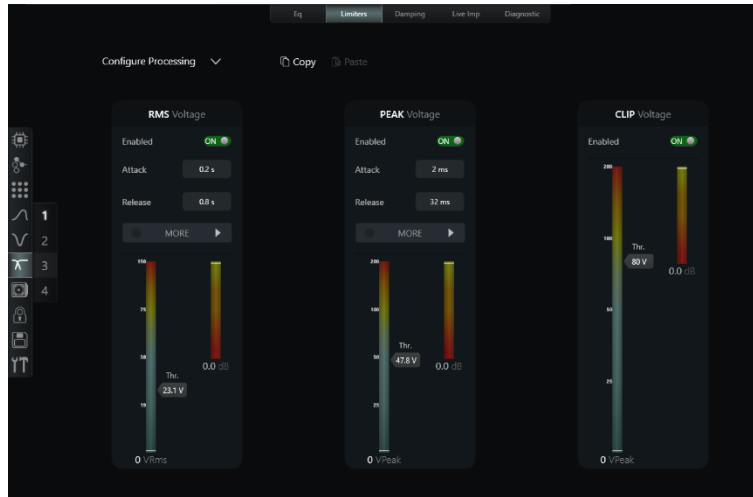 Eq Limiters Damping Live Imp Diagnostic
Configure Processing Copy Paste
RMS Voltage
Enabled ON
Attack 0.2 s
Release 0.8 s
MORE
150
75
38
19
Thr.
23.1 V
0.0 dB
0 VRms
PEAK Voltage
Enabled ON
Attack 2 ms
Release 32 ms
MORE
200
100
50
25
Thr.
47.8 V
0.0 dB
0 VPeak
CLIP Voltage
Enabled ON
200
100
50
25
Thr.
80 V
0.0 dB
0 VPeak
1
2
3
4